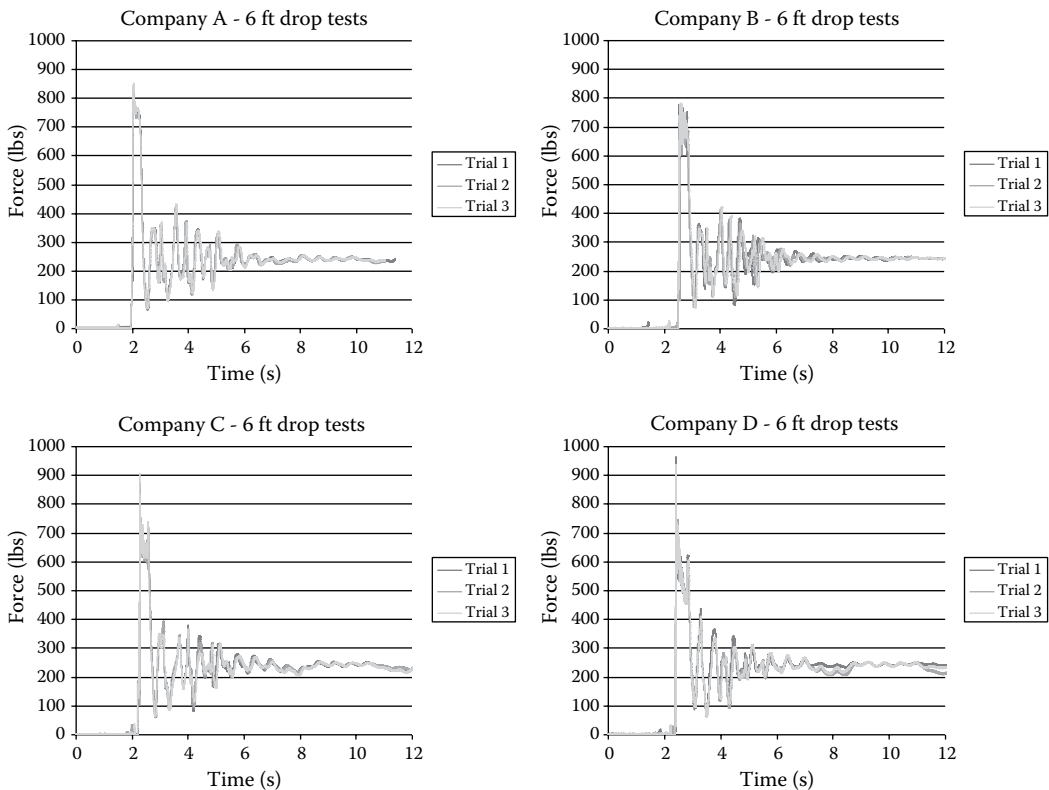 Company A - 6 ft drop tests
1000
900
800
700
600
500
400
300
200
100
0
Force (lbs)
0 2 4 6 8 10 12
Time (s)
Trial 1
Trial 2
Trial 3
Company B - 6 ft drop tests
1000
900
800
700
600
500
400
300
200
100
0
Force (lbs)
0 2 4 6 8 10 12
Time (s)
Trial 1
Trial 2
Trial 3
Company C - 6 ft drop tests
1000
900
800
700
600
500
400
300
200
100
0
Force (lbs)
0 2 4 6 8 10 12
Time (s)
Trial 1
Trial 2
Trial 3
Company D - 6 ft drop tests
1000
900
800
700
600
500
400
300
200
100
0
Force (lbs)
0 2 4 6 8 10 12
Time (s)
Trial 1
Trial 2
Trial 3